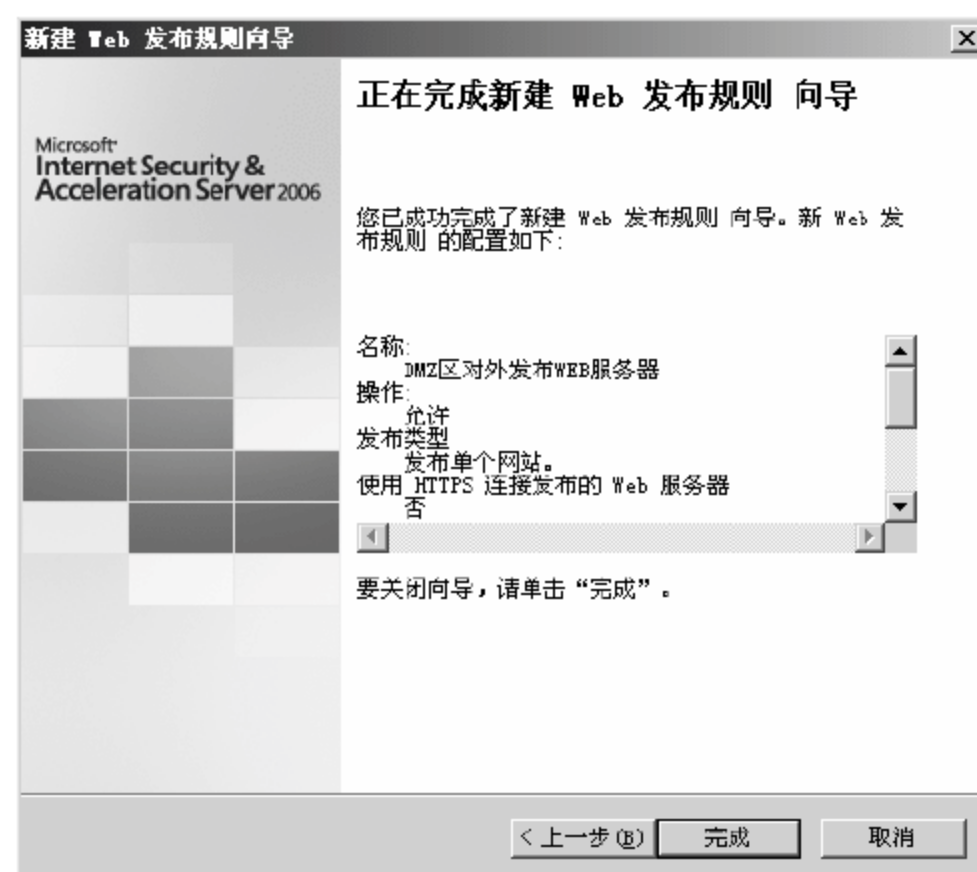 新建 Web 发布规则向导
Microsoft
Internet Security &
Acceleration Server 2006
正在完成新建 Web 发布规则 向导
您已成功完成了新建 Web 发布规则 向导。新 Web 发
布规则 的配置如下:
名称:
DMZ区对外发布WEB服务器
操作:
允许
发布类型
发布单个网站。
使用 HTTPS 连接发布的 Web 服务器
否
要关闭向导，请单击“完成”。
< 上一步(B)
完成
取消